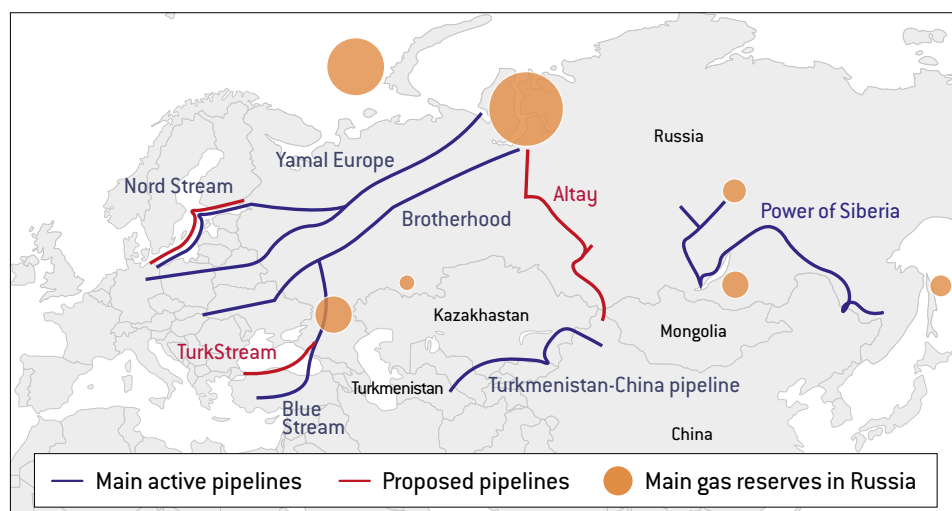 Russia
Yamal Europe
Nord Stream
Altay
Power of Siberia
Brotherhood
Kazakhastan
Mongolia
TurkStream
Turkmenistan
Turkmenistan-China pipeline
Blue
Stream
China
Main active pipelines
Proposed pipelines
Main gas reserves in Russia